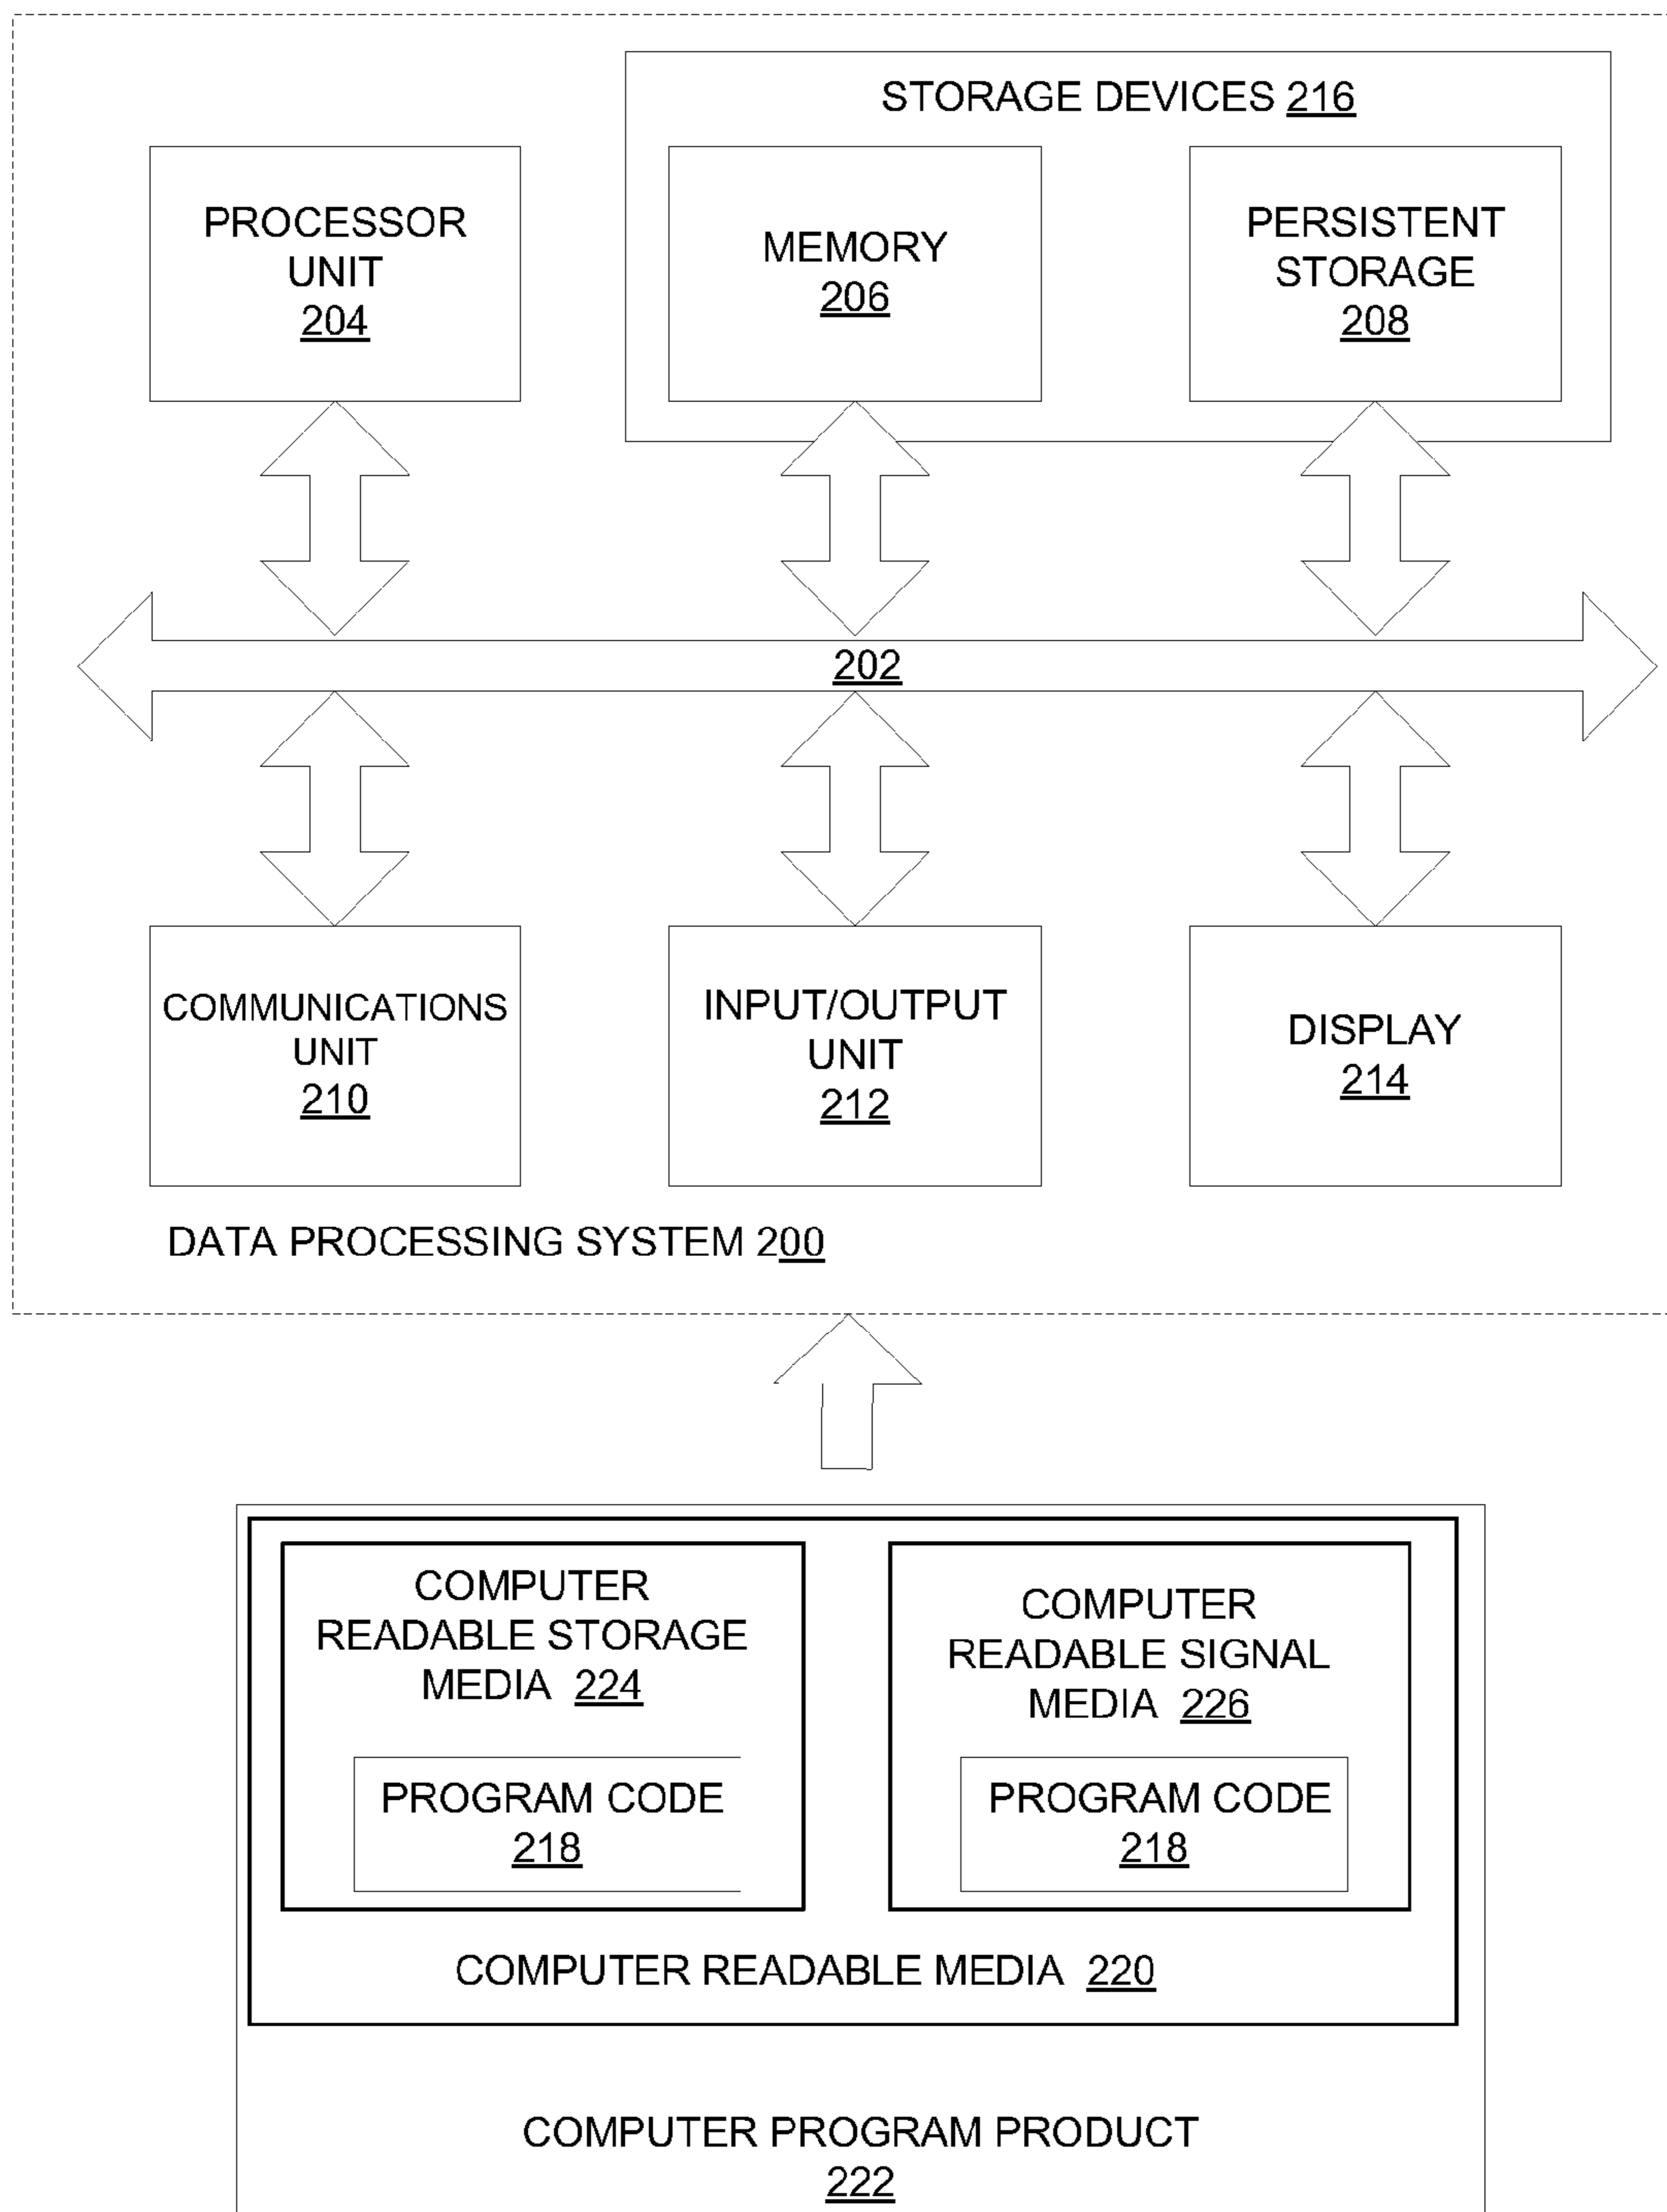 STORAGE DEVICES 216
PROCESSOR
UNIT
204
MEMORY
206
PERSISTENT
STORAGE
208
202
COMMUNICATIONS
UNIT
210
INPUT/OUTPUT
UNIT
212
DISPLAY
214
DATA PROCESSING SYSTEM 200
COMPUTER
READABLE STORAGE
MEDIA 224
PROGRAM CODE
218
COMPUTER
READABLE SIGNAL
MEDIA 226
PROGRAM CODE
218
COMPUTER READABLE MEDIA 220
COMPUTER PROGRAM PRODUCT
222